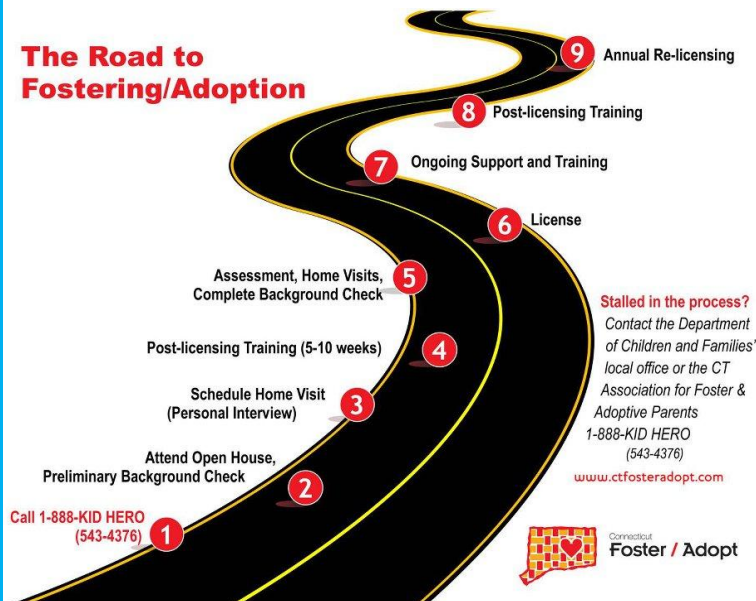 The Road to
Fostering/Adoption
9 Annual Re-licensing
8 Post-licensing Training
7 Ongoing Support and Training
6 License
Assessment, Home Visits,
Complete Background Check
5
Post-licensing Training (5-10 weeks) 4
Schedule Home Visit
(Personal Interview)
3
Attend Open House,
Preliminary Background Check
2
Call 1-888-KID HERO
(543-4376)
1
Stalled in the process?
Contact the Department
of Children and Families'
local office or the CT
Association for Foster &
Adoptive Parents
1-888-KID HERO
(543-4376)
www.ctfosteradopt.com
Connecticut
Foster / Adopt